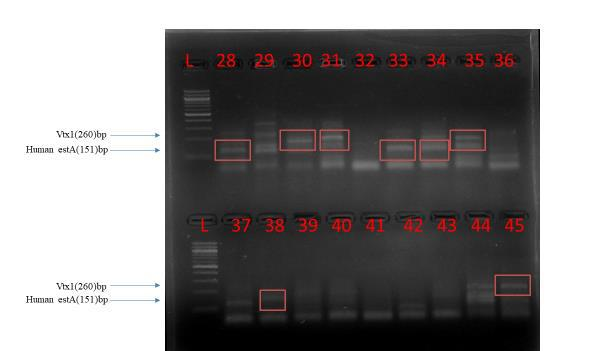 L 28 29 30 31 32 33 34 35 36
Vtx1(260)bp
Human estA(151)bp
L 37 38 39 40 41 42 43 44 45
Vtx1(260)bp
Human estA(151)bp